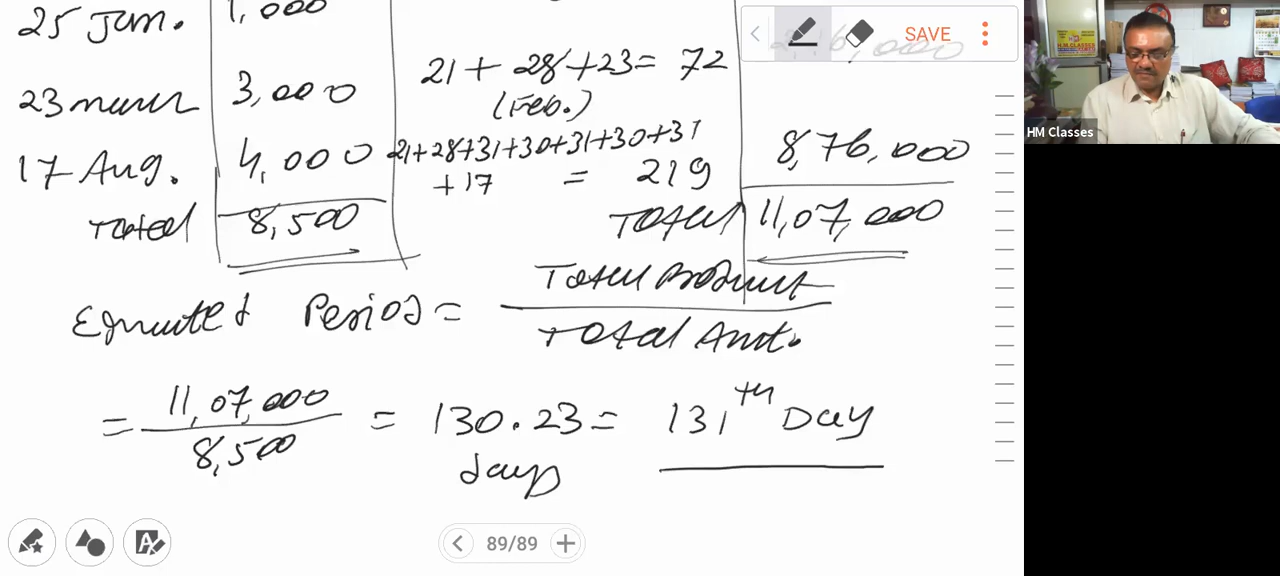 25 Jan. 1,000
SAVE
21 + 28 + 23 = 72
(Feb.)
23 march 3,000
HM Classes
17 Aug. 4,000 21+28+31+30+31+30+31 8,76,000
+17 = 219
Total 8,500 Total 11,07,000
Equated Period = Total Product
Total Amt.
= 11,07,000 = 130.23 = 131th Day
8,500 days
89/89